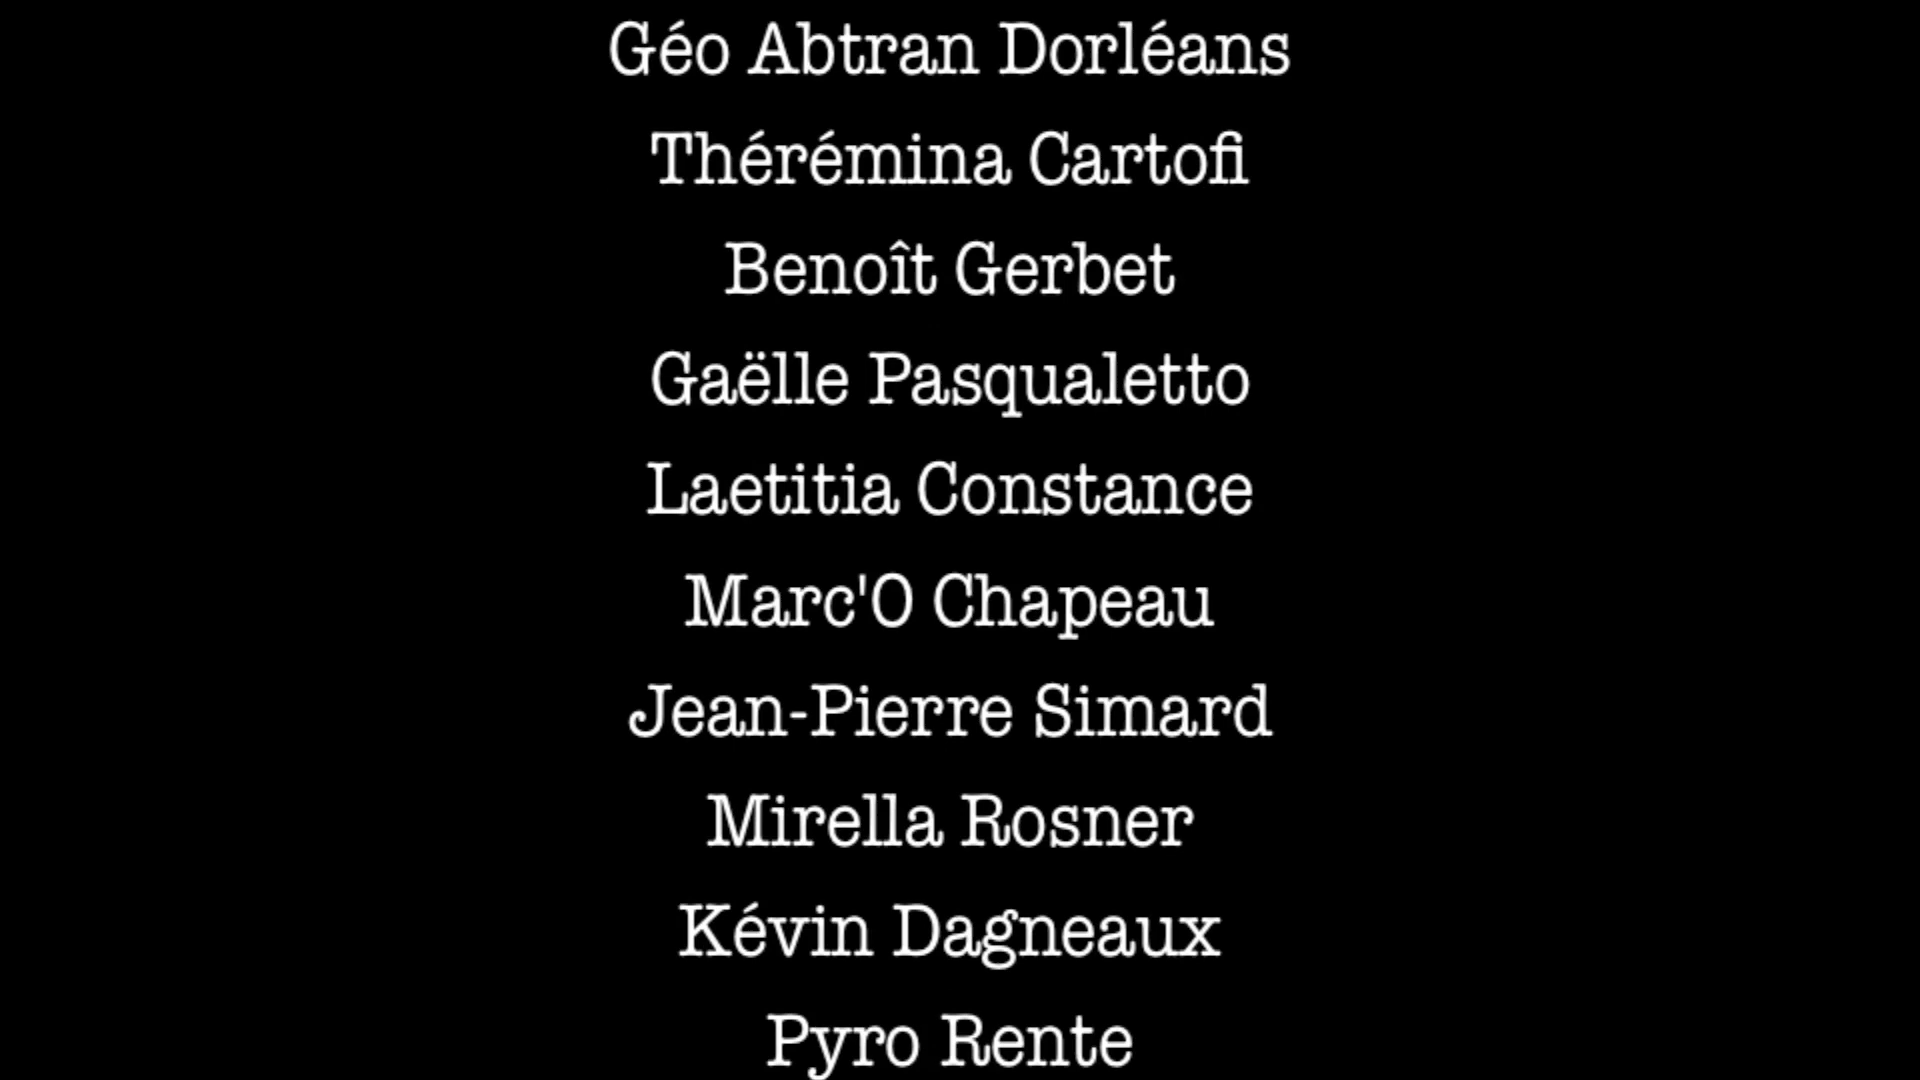 Géo Abtran Dorléans
Thérémina Cartofi
Benoît Gerbet
Gaëlle Pasqualetto
Laetitia Constance
Marc'O Chapeau
Jean-Pierre Simard
Mirella Rosner
Kévin Dagneaux
Pyro Rente